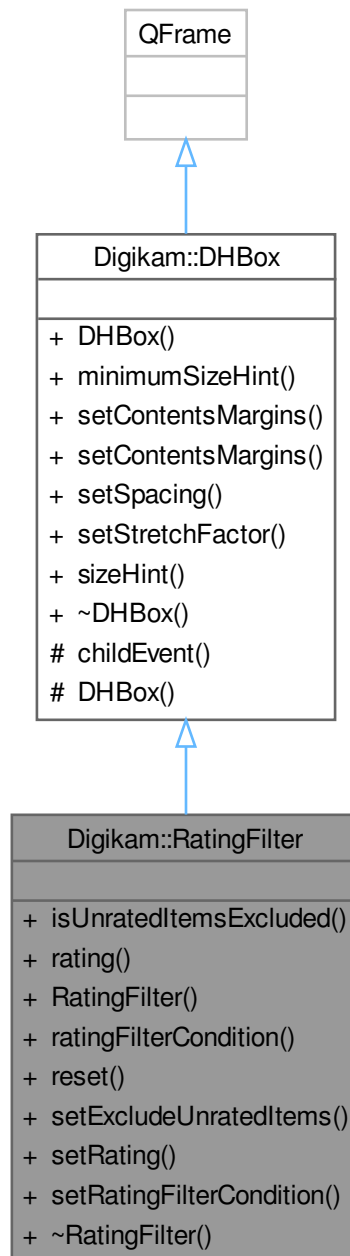 QFrame
Digikam::DHBox
+ DHBox()
+ minimumSizeHint()
+ setContentsMargins()
+ setContentsMargins()
+ setSpacing()
+ setStretchFactor()
+ sizeHint()
+ ~DHBox()
# childEvent()
# DHBox()
Digikam::RatingFilter
+ isUnratedItemsExcluded()
+ rating()
+ RatingFilter()
+ ratingFilterCondition()
+ reset()
+ setExcludeUnratedItems()
+ setRating()
+ setRatingFilterCondition()
+ ~RatingFilter()